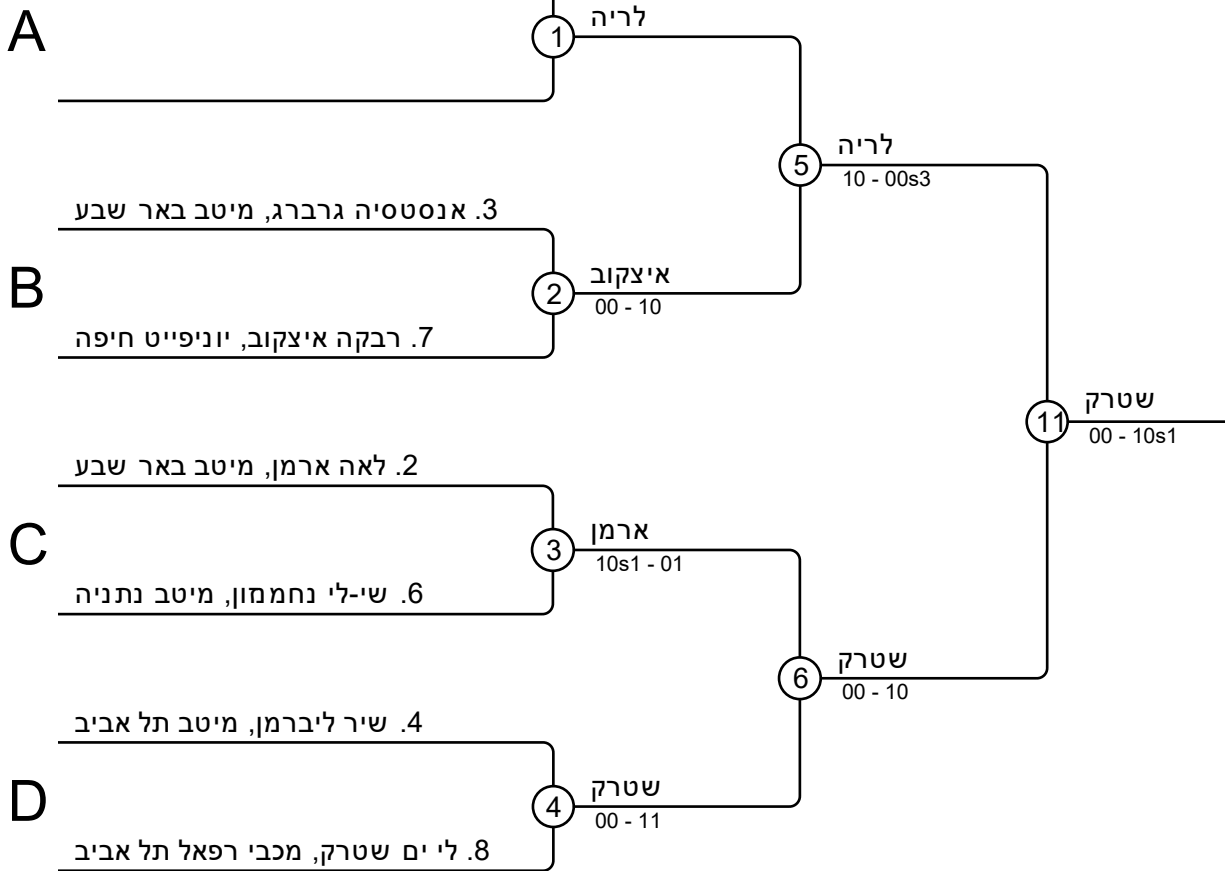 A
1
לריה
5
לריה
10 - 00s3
3. אנסטסיה גרברג, מיטב באר שבע
B
2
איצקוב
00 - 10
7. רבקה איצקוב, יוניפייט חיפה
11
שטרק
00 - 10s1
2. לאה ארמן, מיטב באר שבע
C
3
ארמן
10s1 - 01
6. שי-לי נחמנזון, מיטב נתניה
6
שטרק
00 - 10
4. שיר ליברמן, מיטב תל אביב
D
4
שטרק
00 - 11
8. לי ים שטרק, מכבי רפאל תל אביב